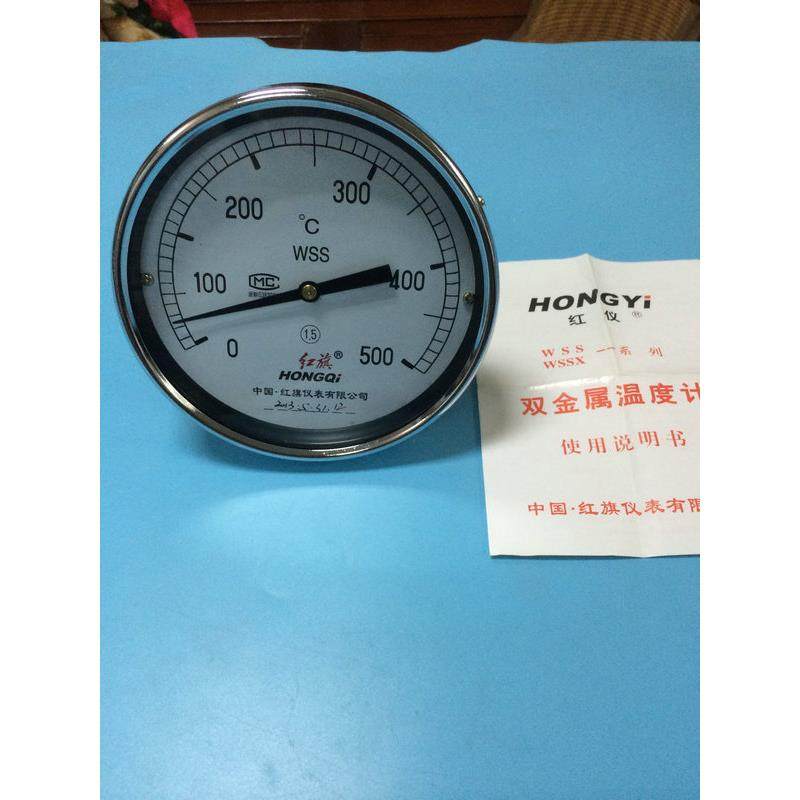 300
200
°C
WSS
100
MC
400
0
1.5
500
红旗®
HONGQi
中国·红旗仪表有限公司
HONGYi
红仪®
WSS
WSSX
一系列
双金属温度计
使用说明书
中国·红旗仪表有限